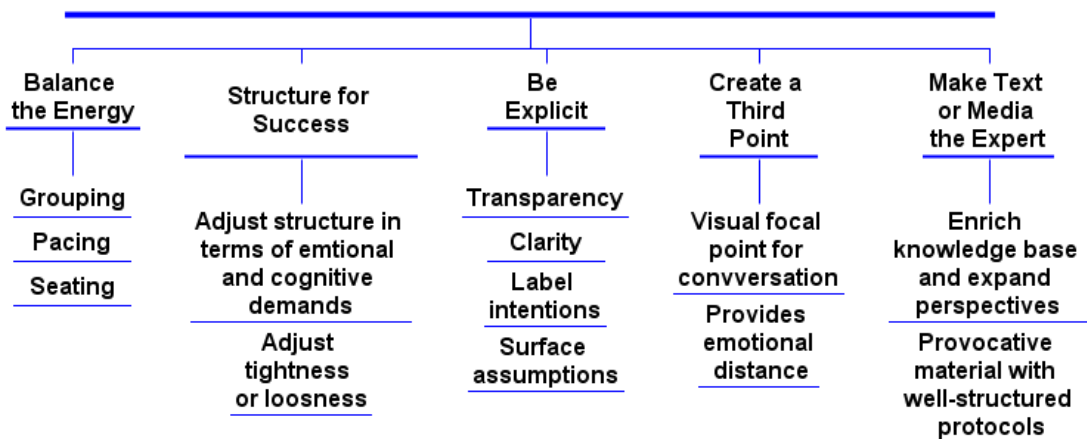 Balance
the Energy
Grouping
Pacing
Seating
Structure for
Success
Adjust structure in
terms of emtional
and cognitive
demands
Adjust
tightness
or loosness
Be
Explicit
Transparency
Clarity
Label
intentions
Surface
assumptions
Create a
Third
Point
Visual focal
point for
convversation
Provides
emotional
distance
Make Text
or Media
the Expert
Enrich
knowledge base
and expand
perspectives
Provocative
material with
well-structured
protocols